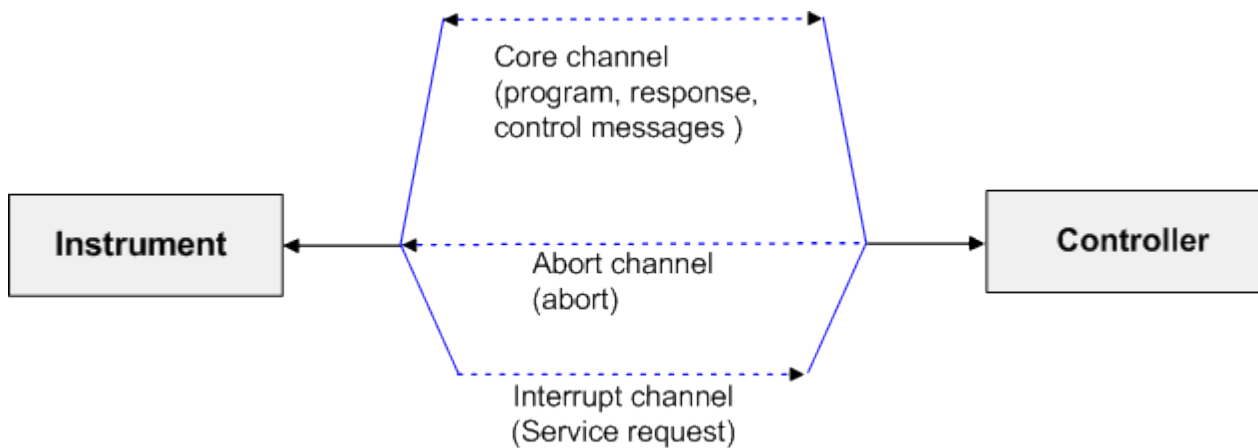 Core channel
(program, response,
control messages )
Instrument
Controller
Abort channel
(abort)
Interrupt channel
(Service request)